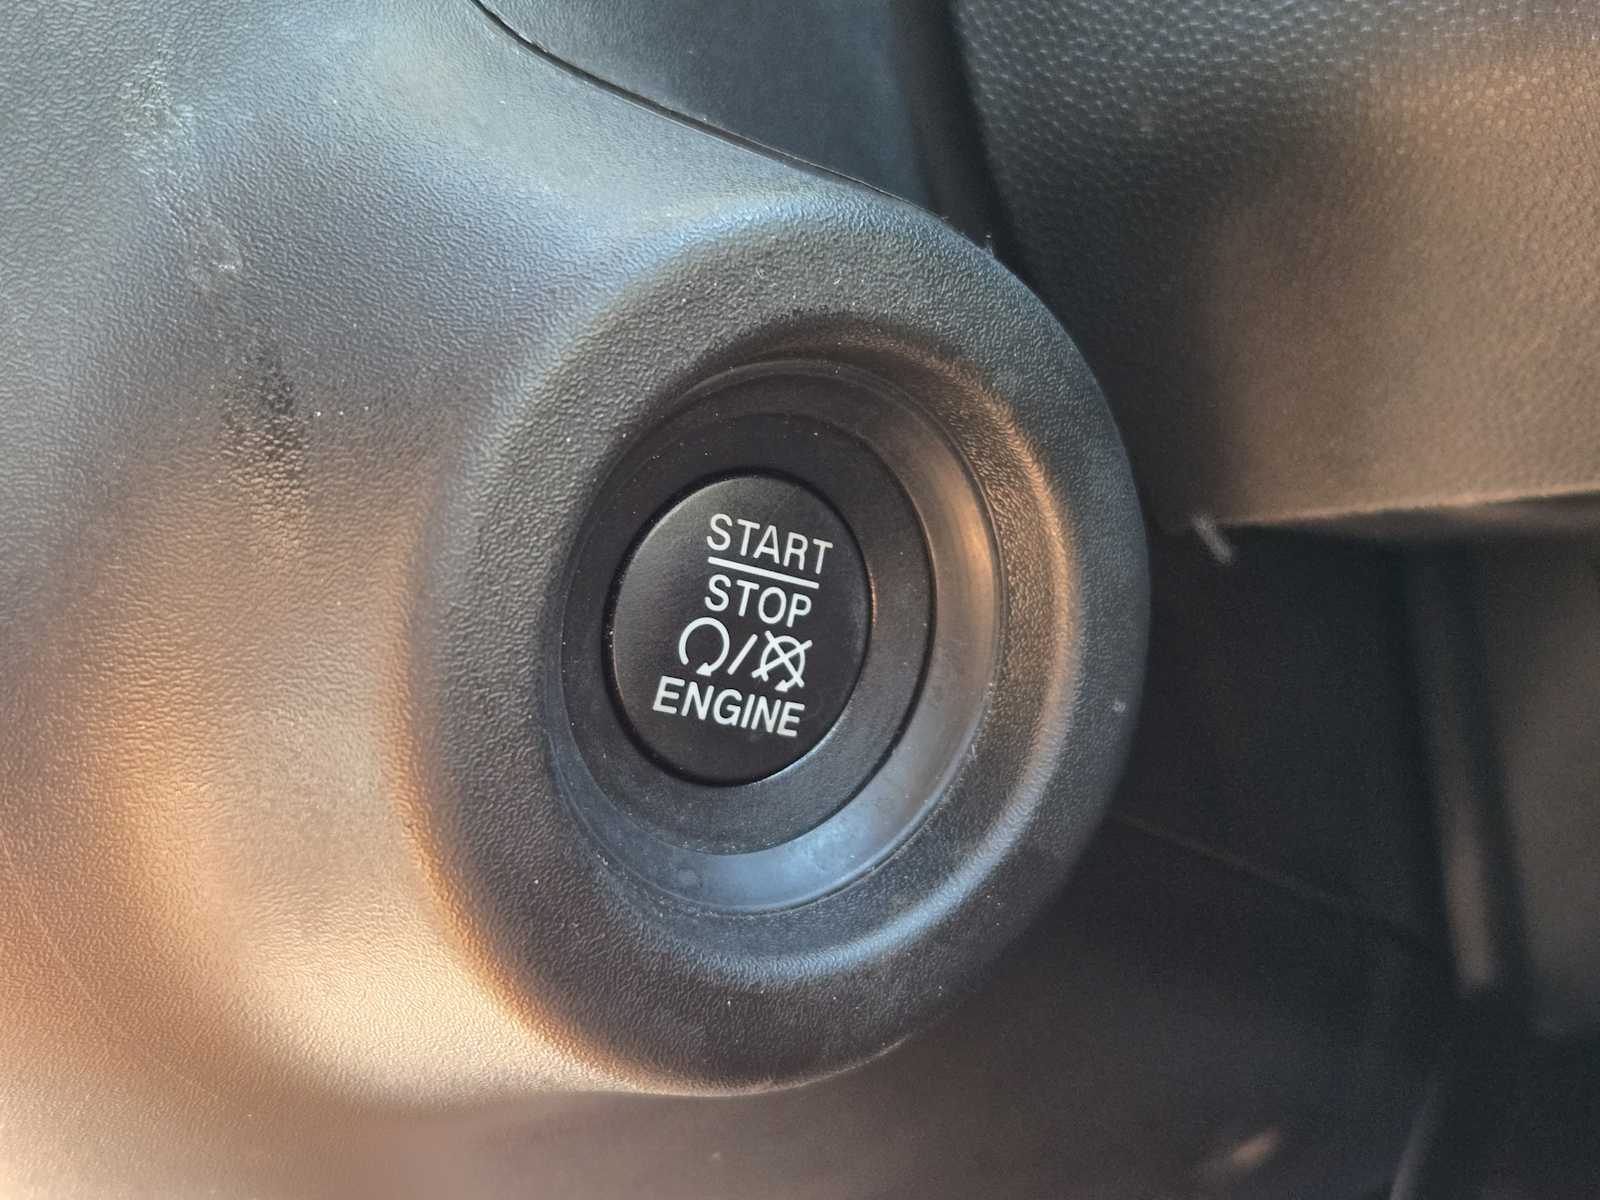 START
STOP
/
ENGINE